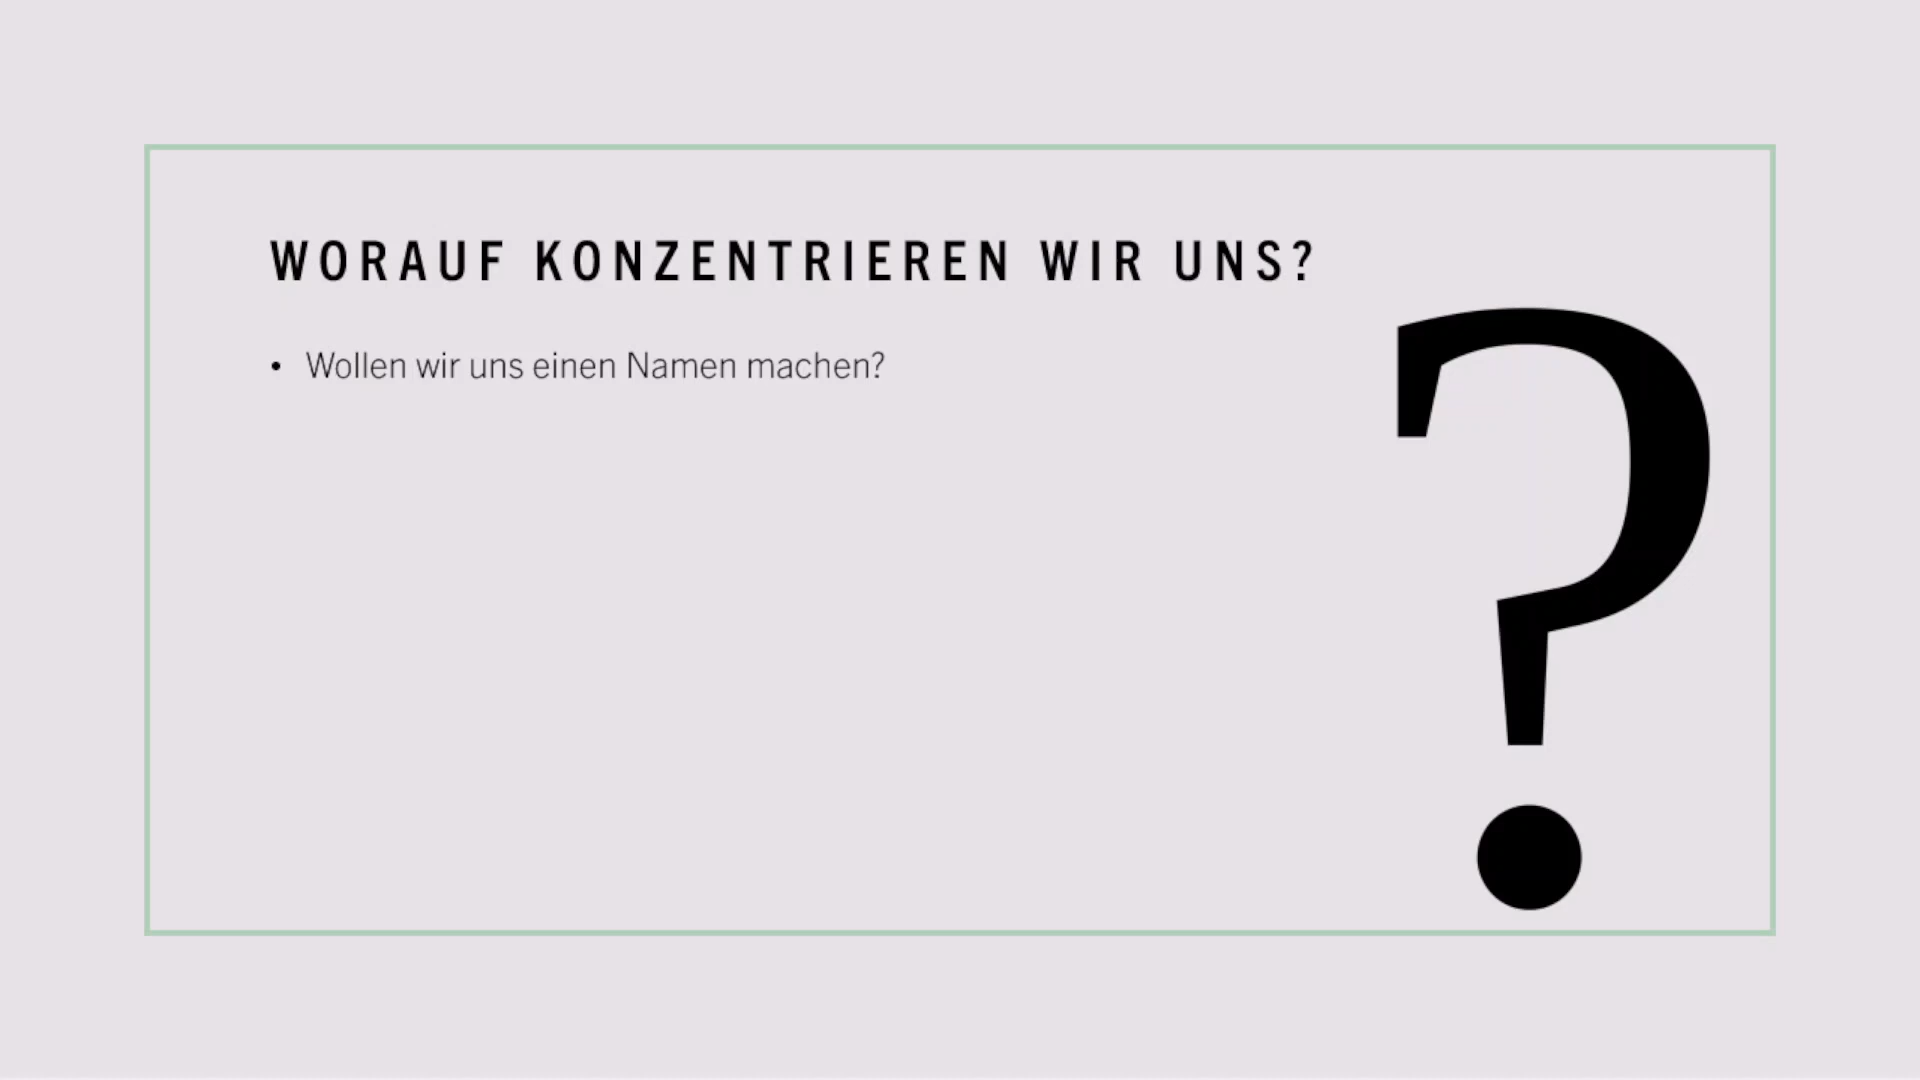 WORAUF KONZENTRIEREN WIR UNS?
• Wollen wir uns einen Namen machen?
?